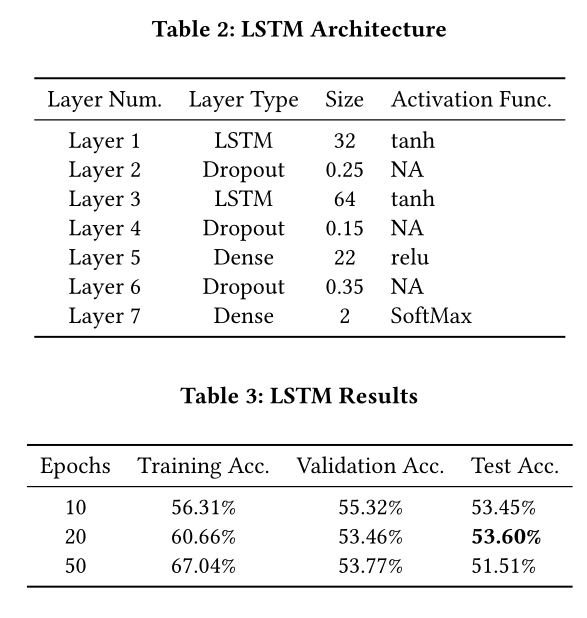 Table 2: LSTM Architecture
Layer Num. Layer Type Size Activation Func.
Layer 1 LSTM 32 tanh
Layer 2 Dropout 0.25 NA
Layer 3 LSTM 64 tanh
Layer 4 Dropout 0.15 NA
Layer 5 Dense 22 relu
Layer 6 Dropout 0.35 NA
Layer 7 Dense 2 SoftMax
Table 3: LSTM Results
Epochs Training Acc. Validation Acc. Test Acc.
10 56.31% 55.32% 53.45%
20 60.66% 53.46% 53.60%
50 67.04% 53.77% 51.51%